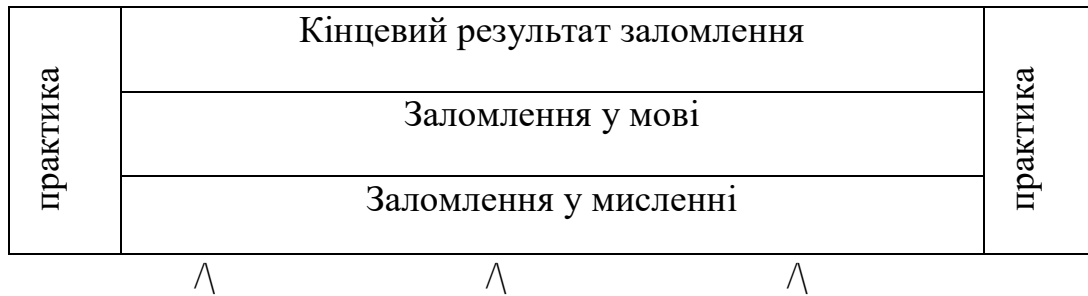 практика
Кінцевий результат заломлення
Заломлення у мові
Заломлення у мисленні
практика